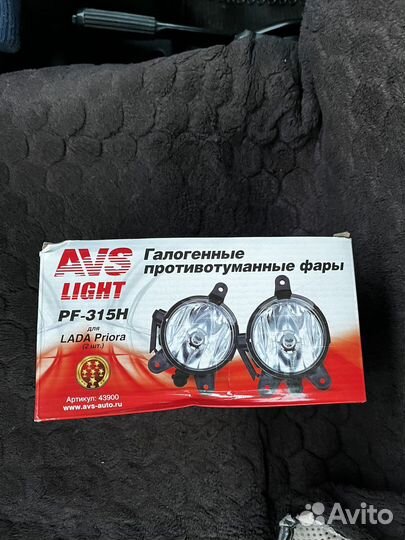 AVS
LIGHT
PF-315H
для
LADA Priora
(2 шт.)
Артикул: 43900
www.avs-auto.ru
Галогенные
противотуманные фары
Avito